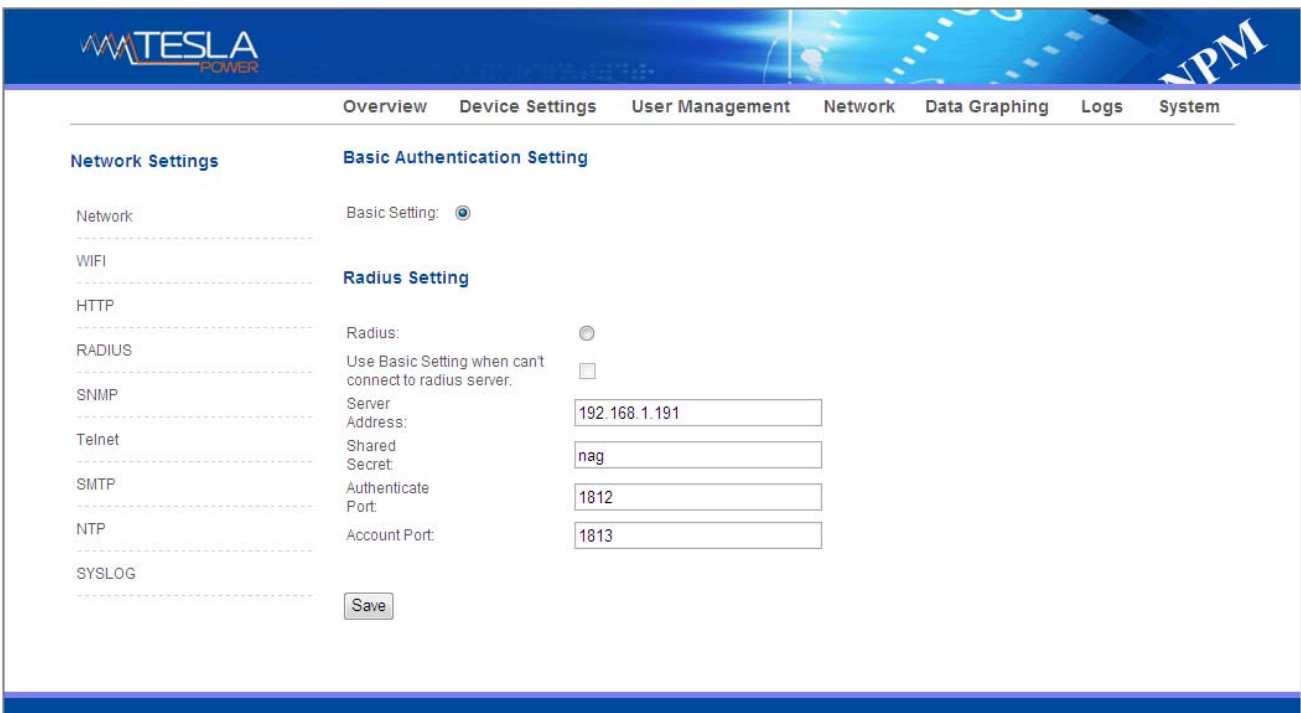 TESLA
POWER
NPM
Overview Device Settings User Management Network Data Graphing Logs System
Network Settings
Network
WIFI
HTTP
RADIUS
SNMP
Telnet
SMTP
NTP
SYSLOG
Basic Authentication Setting
Basic Setting:
Radius Setting
Radius:
Use Basic Setting when can't
connect to radius server.
Server
Address:
192.168.1.191
Shared
Secret:
nag
Authenticate
Port:
1812
Account Port:
1813
Save